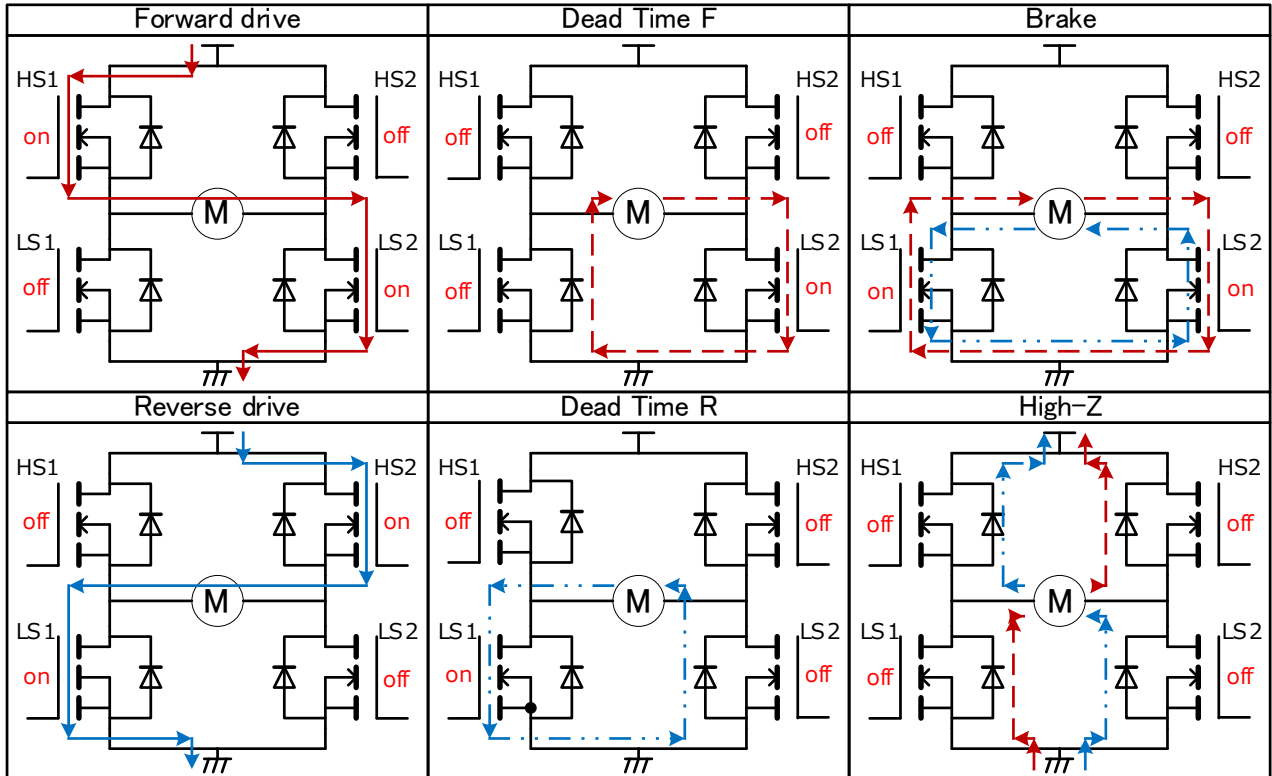 Forward drive
HS1
HS2
on
off
M
LS1
LS2
off
on
Dead Time F
HS1
HS2
off
off
M
LS1
LS2
off
on
Brake
HS1
HS2
off
off
M
LS1
LS2
on
on
Reverse drive
HS1
HS2
off
on
M
LS1
LS2
on
off
Dead Time R
HS1
HS2
off
off
M
LS1
LS2
on
off
High-Z
HS1
HS2
off
off
M
LS1
LS2
off
off